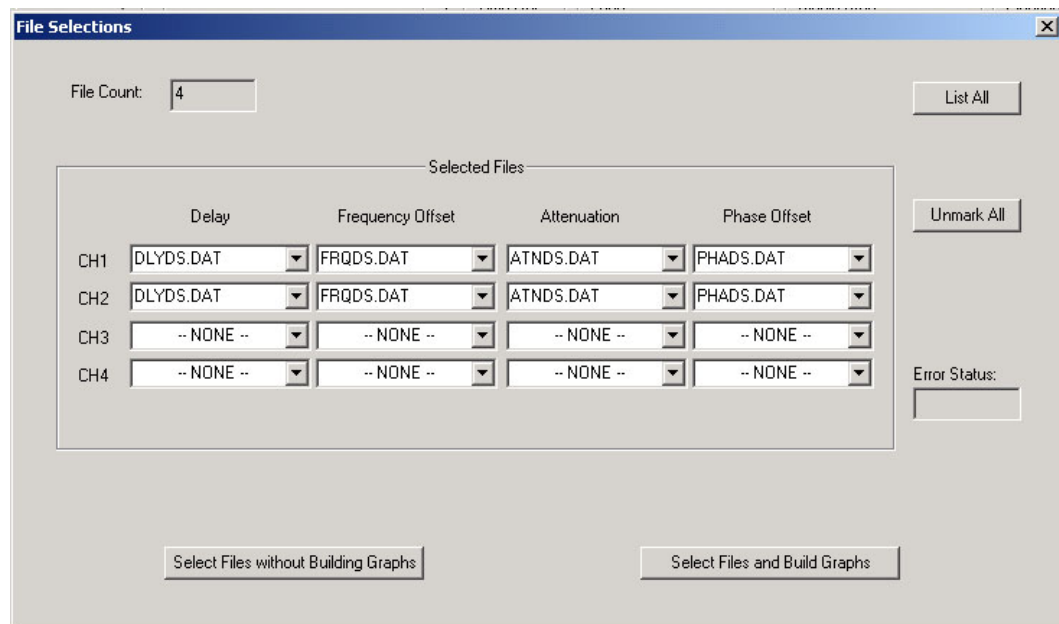 File Selections
File Count: 4
List All
Selected Files
Delay Frequency Offset Attenuation Phase Offset
Unmark All
CH1 DLYDS.DAT FRQDS.DAT ATNDS.DAT PHADS.DAT
CH2 DLYDS.DAT FRQDS.DAT ATNDS.DAT PHADS.DAT
CH3 -- NONE -- -- NONE -- -- NONE -- -- NONE --
CH4 -- NONE -- -- NONE -- -- NONE -- -- NONE --
Error Status:
Select Files without Building Graphs Select Files and Build Graphs